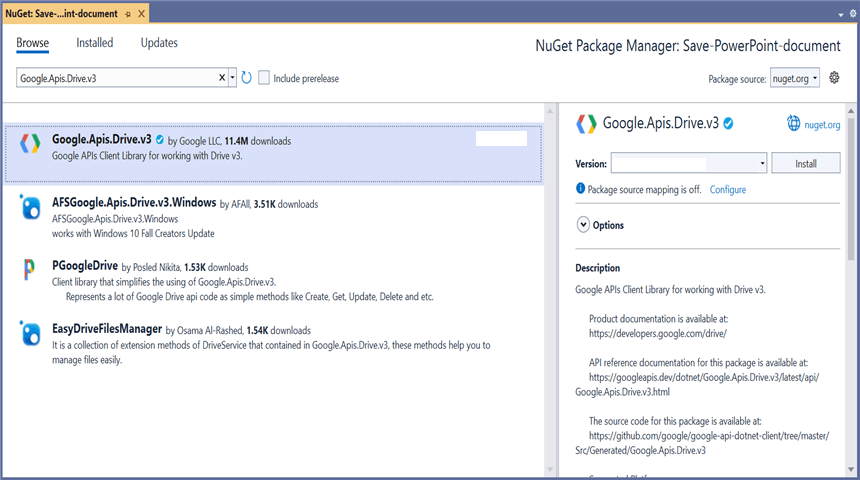 NuGet: Save-...int-document
Browse Installed Updates
NuGet Package Manager: Save-PowerPoint-document
Google.Apis.Drive.v3
Include prerelease
Package source: nuget.org
Google.Apis.Drive.v3 by Google LLC, 11.4M downloads
Google APIs Client Library for working with Drive v3.
AFSGoogle.Apis.Drive.v3.Windows by AFAll, 3.51K downloads
AFSGoogle.Apis.Drive.v3.Windows
works with Windows 10 Fall Creators Update
PGoogleDrive by Posled Nikita, 1.53K downloads
Client library that simplifies the using of Google.Apis.Drive.v3.
Represents a lot of Google Drive api code as simple methods like Create, Get, Update, Delete and etc.
EasyDriveFilesManager by Osama Al-Rashed, 1.54K downloads
It is a collection of extension methods of DriveService that contained in Google.Apis.Drive.v3, these methods help you to
manage files easily.
Google.Apis.Drive.v3
nuget.org
Version:
Install
Package source mapping is off. Configure
Options
Description
Google APIs Client Library for working with Drive v3.
Product documentation is available at:
https://developers.google.com/drive/
API reference documentation for this package is available at:
https://googleapis.dev/dotnet/Google.Apis.Drive.v3/latest/api/
Google.Apis.Drive.v3.html
The source code for this package is available at:
https://github.com/google/google-api-dotnet-client/tree/master/
Src/Generated/Google.Apis.Drive.v3